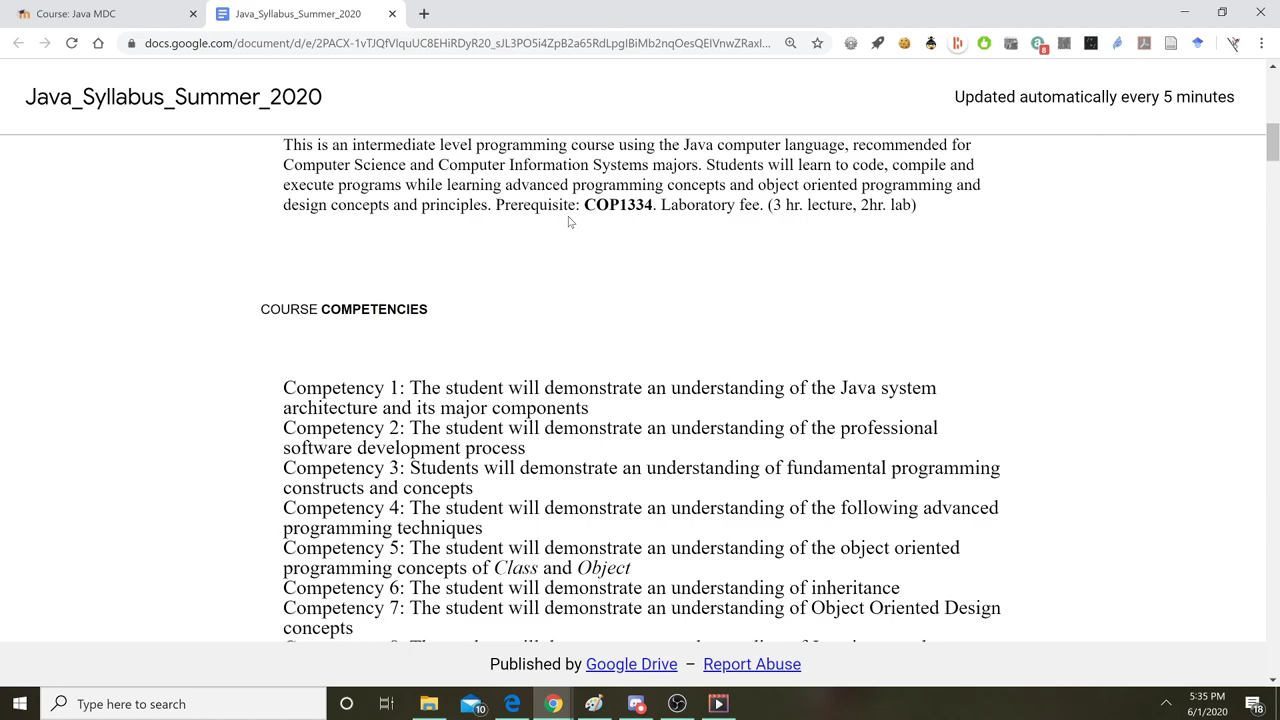 Course: Java MDC
Java_Syllabus_Summer_2020
docs.google.com/document/d/e/2PACX-1vTJOfVIquUC8EHiRDyR20_sJL3PO5i4ZpB2a65RdLpgIBiMb2nqOesQEIVnwZRaxl...
8
Java_Syllabus_Summer_2020
Updated automatically every 5 minutes
This is an intermediate level programming course using the Java computer language, recommended for
Computer Science and Computer Information Systems majors. Students will learn to code, compile and
execute programs while learning advanced programming concepts and object oriented programming and
design concepts and principles. Prerequisite: COP1334. Laboratory fee. (3 hr. lecture, 2hr. lab)
COURSE COMPETENCIES
Competency 1: The student will demonstrate an understanding of the Java system
architecture and its major components
Competency 2: The student will demonstrate an understanding of the professional
software development process
Competency 3: Students will demonstrate an understanding of fundamental programming
constructs and concepts
Competency 4: The student will demonstrate an understanding of the following advanced
programming techniques
Competency 5: The student will demonstrate an understanding of the object oriented
programming concepts of Class and Object
Competency 6: The student will demonstrate an understanding of inheritance
Competency 7: The student will demonstrate an understanding of Object Oriented Design
concepts
Published by Google Drive – Report Abuse
Type here to search
10
5:35 PM
6/1/2020
18